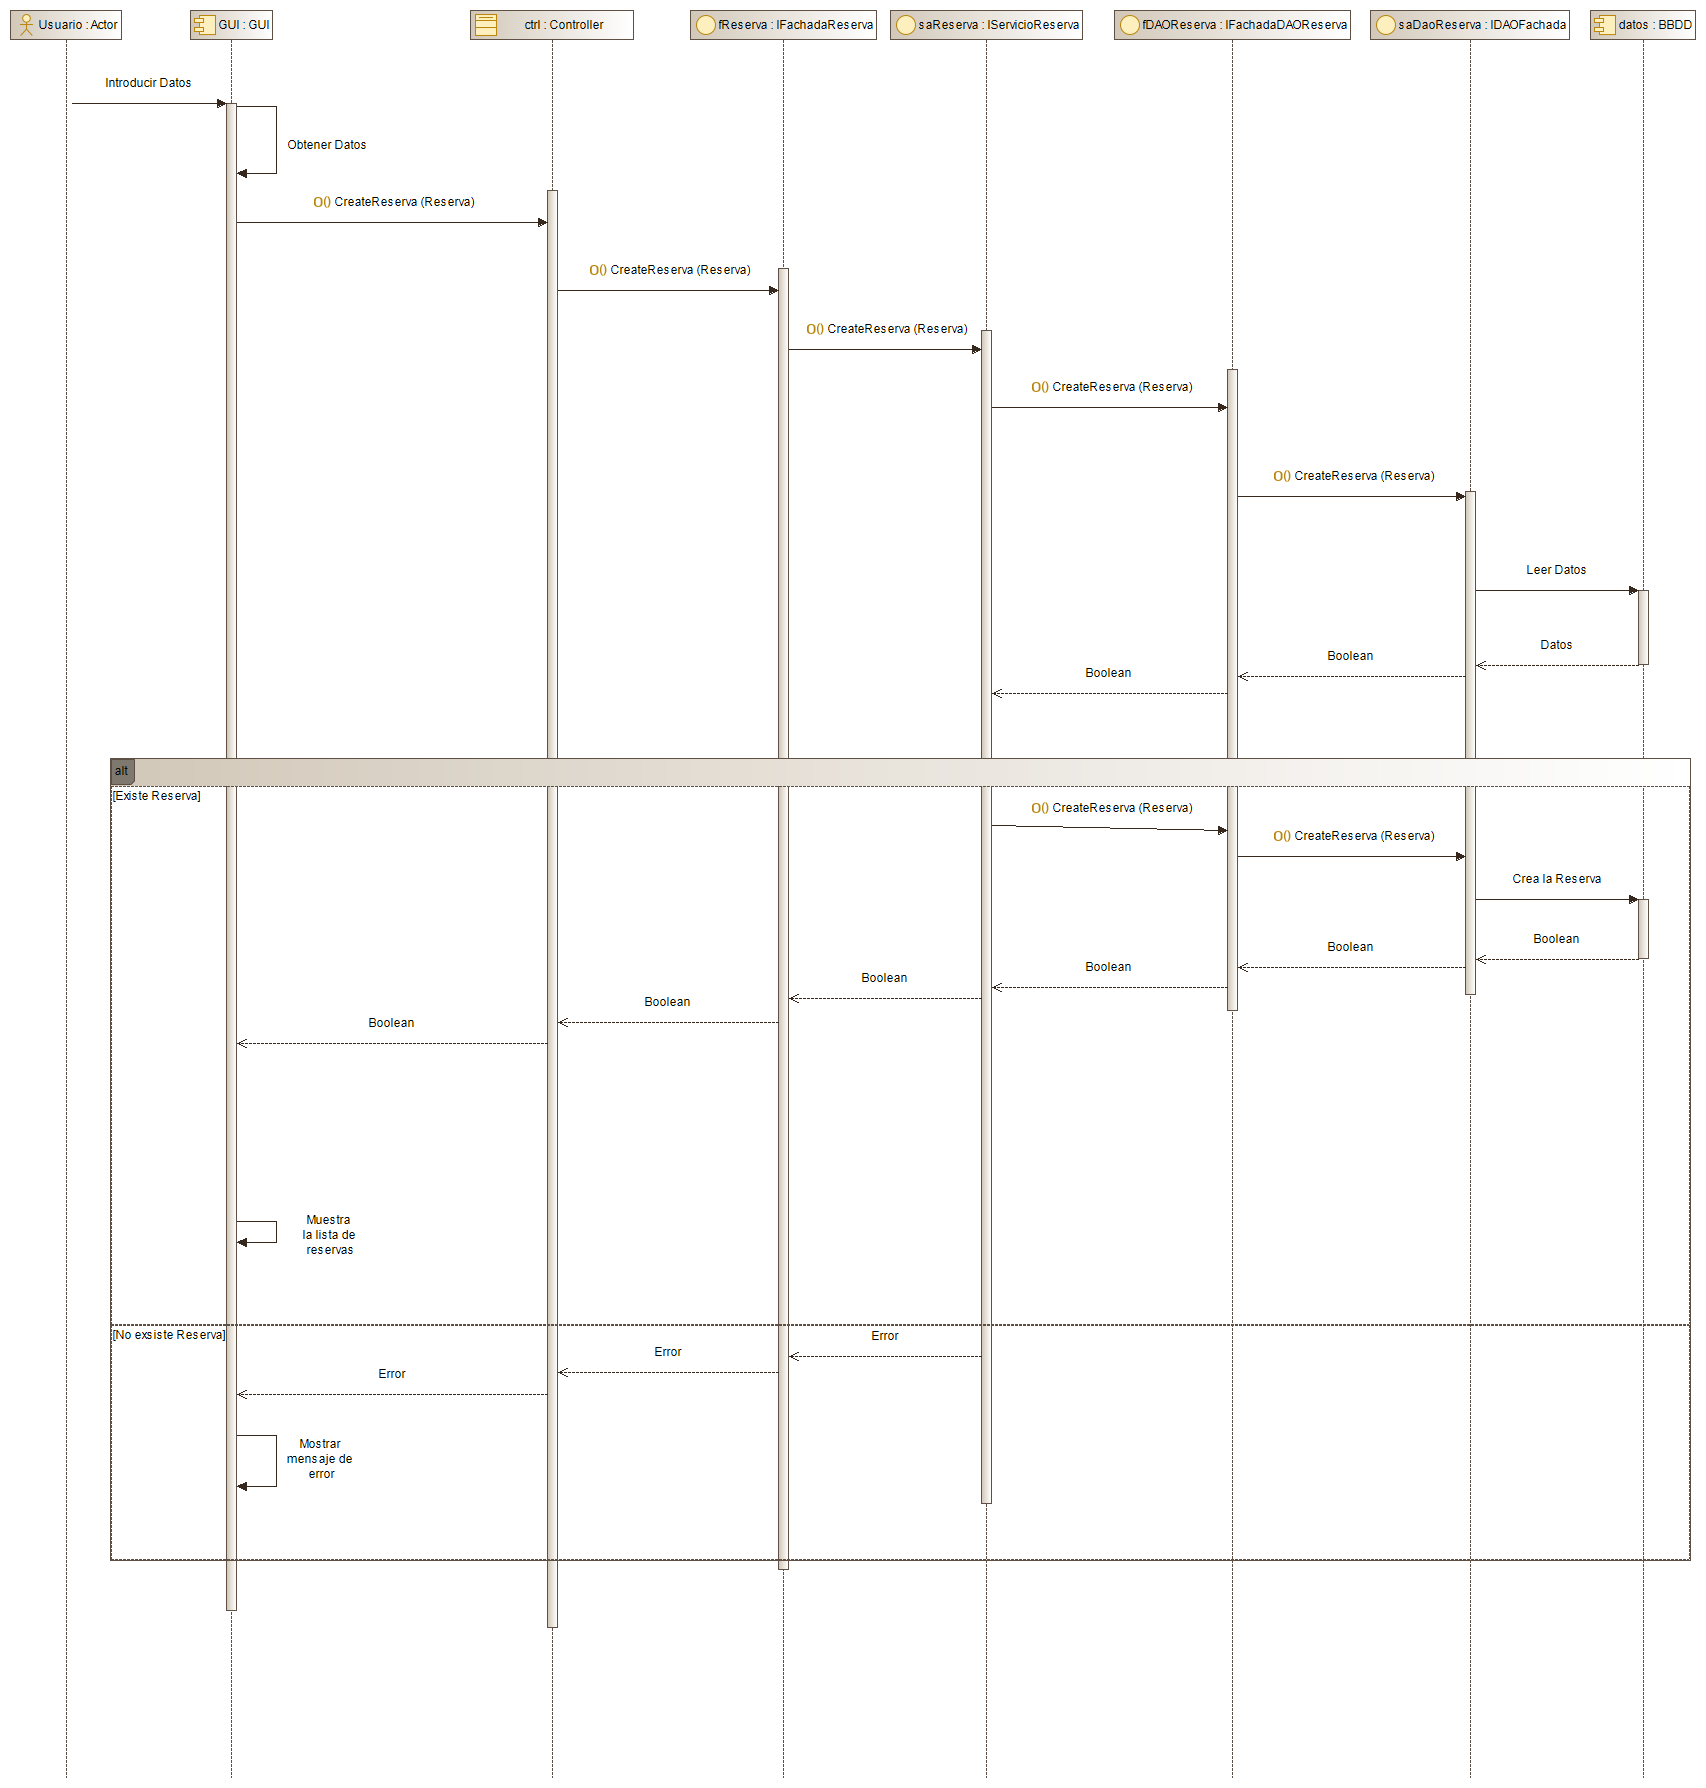 Usuario : Actor
GUI : GUI
ctrl : Controller
fReserva : IFachadaReserva
saReserva : IServicioReserva
fDAOReserva : IFachadaDAOReserva
saDaoReserva : IDAOFachada
datos : BBDD
Introducir Datos
Obtener Datos
O() CreateReserva (Reserva)
O() CreateReserva (Reserva)
O() CreateReserva (Reserva)
O() CreateReserva (Reserva)
O() CreateReserva (Reserva)
Leer Datos
Datos
Boolean
Boolean
alt
[Existe Reserva]
O() CreateReserva (Reserva)
O() CreateReserva (Reserva)
Crea la Reserva
Boolean
Boolean
Boolean
Boolean
Boolean
Boolean
Muestra
la lista de
reservas
[No exsiste Reserva]
Error
Error
Error
Mostrar
mensaje de
error